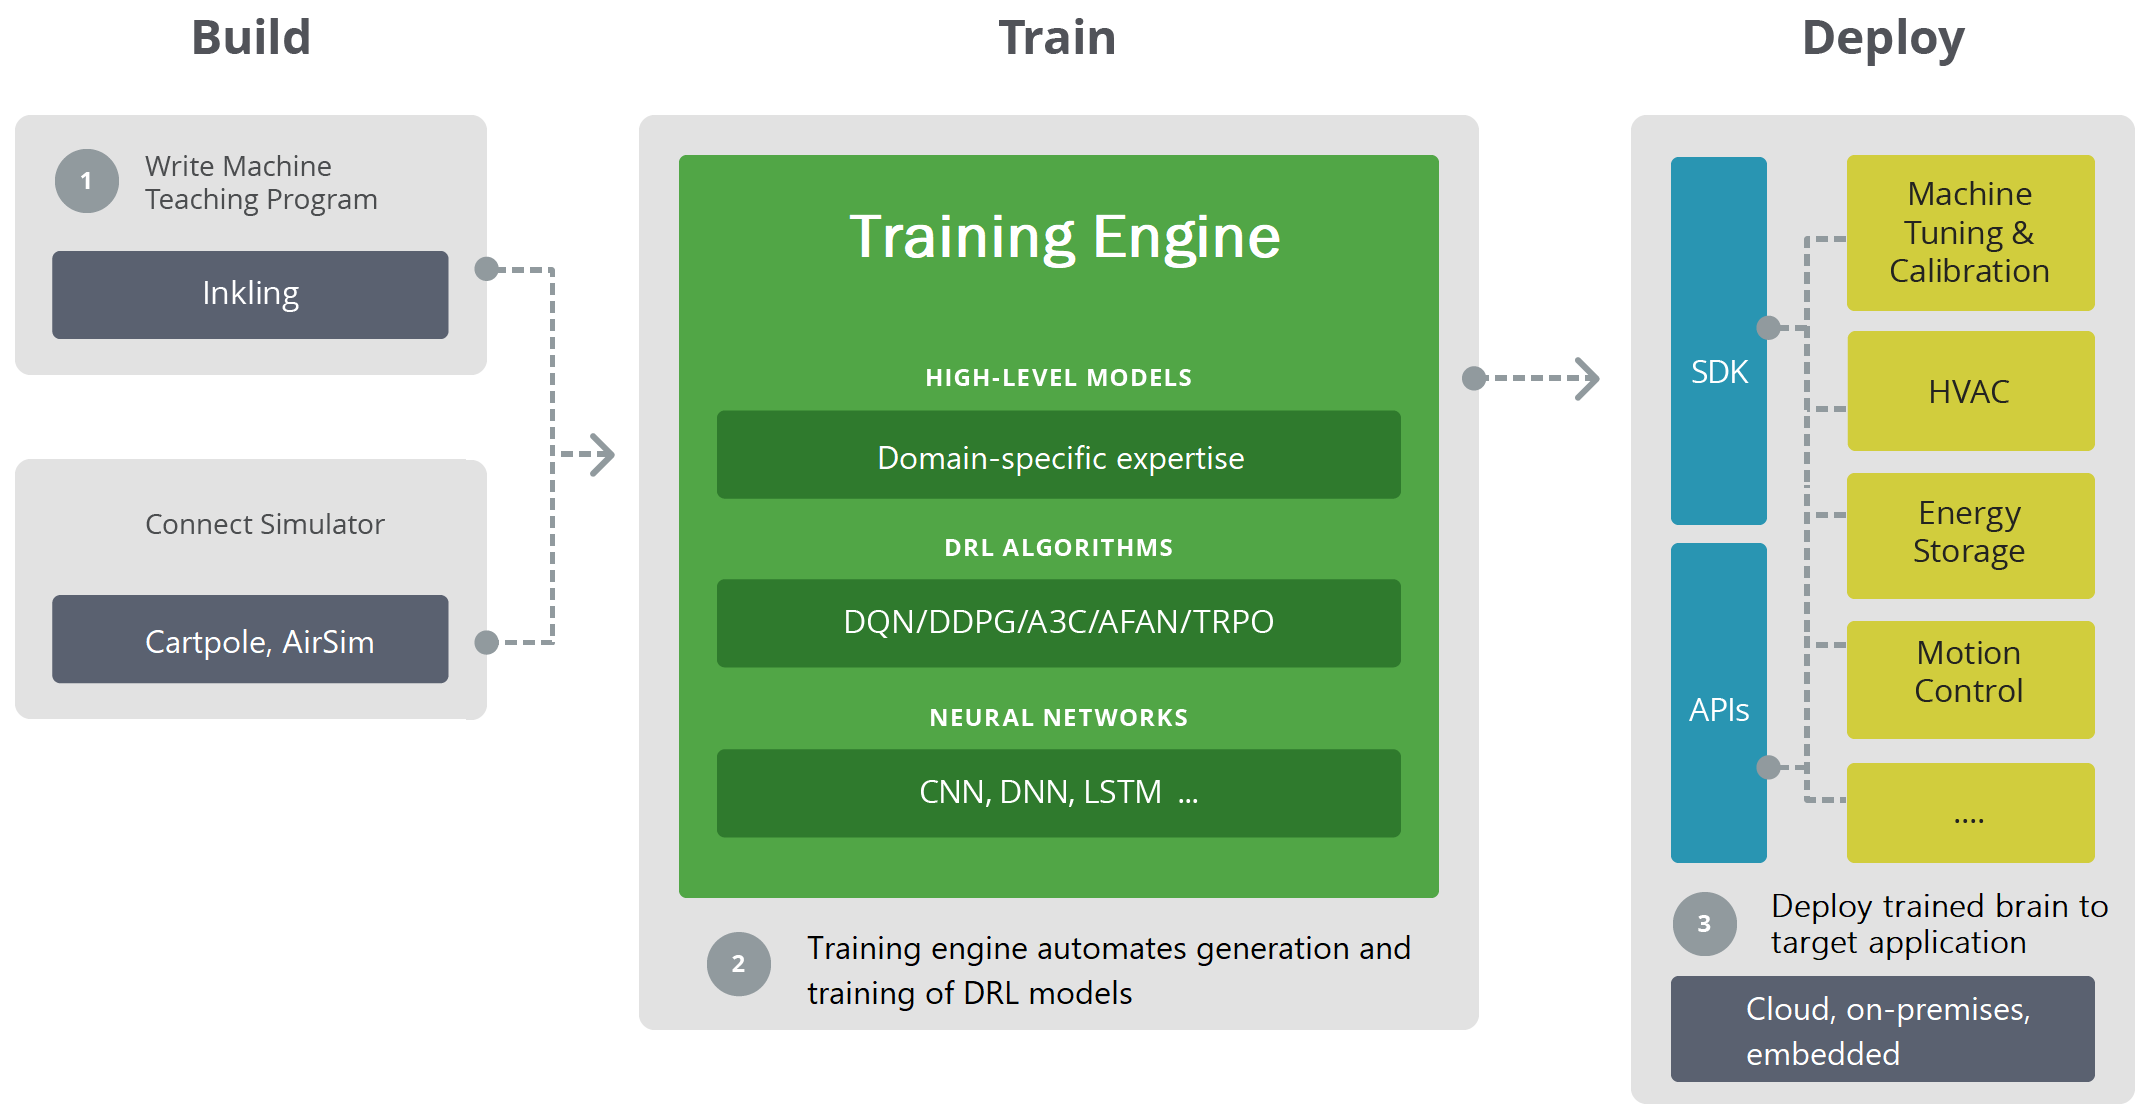 Build
1
Write Machine
Teaching Program
Inkling
Connect Simulator
Cartpole, AirSim
Train
Training Engine
HIGH-LEVEL MODELS
Domain-specific expertise
DRL ALGORITHMS
DQN/DDPG/A3C/AFAN/TRPO
NEURAL NETWORKS
CNN, DNN, LSTM ...
2
Training engine automates generation and
training of DRL models
Deploy
SDK
APIs
Machine
Tuning &
Calibration
HVAC
Energy
Storage
Motion
Control
....
3
Deploy trained brain to
target application
Cloud, on-premises,
embedded